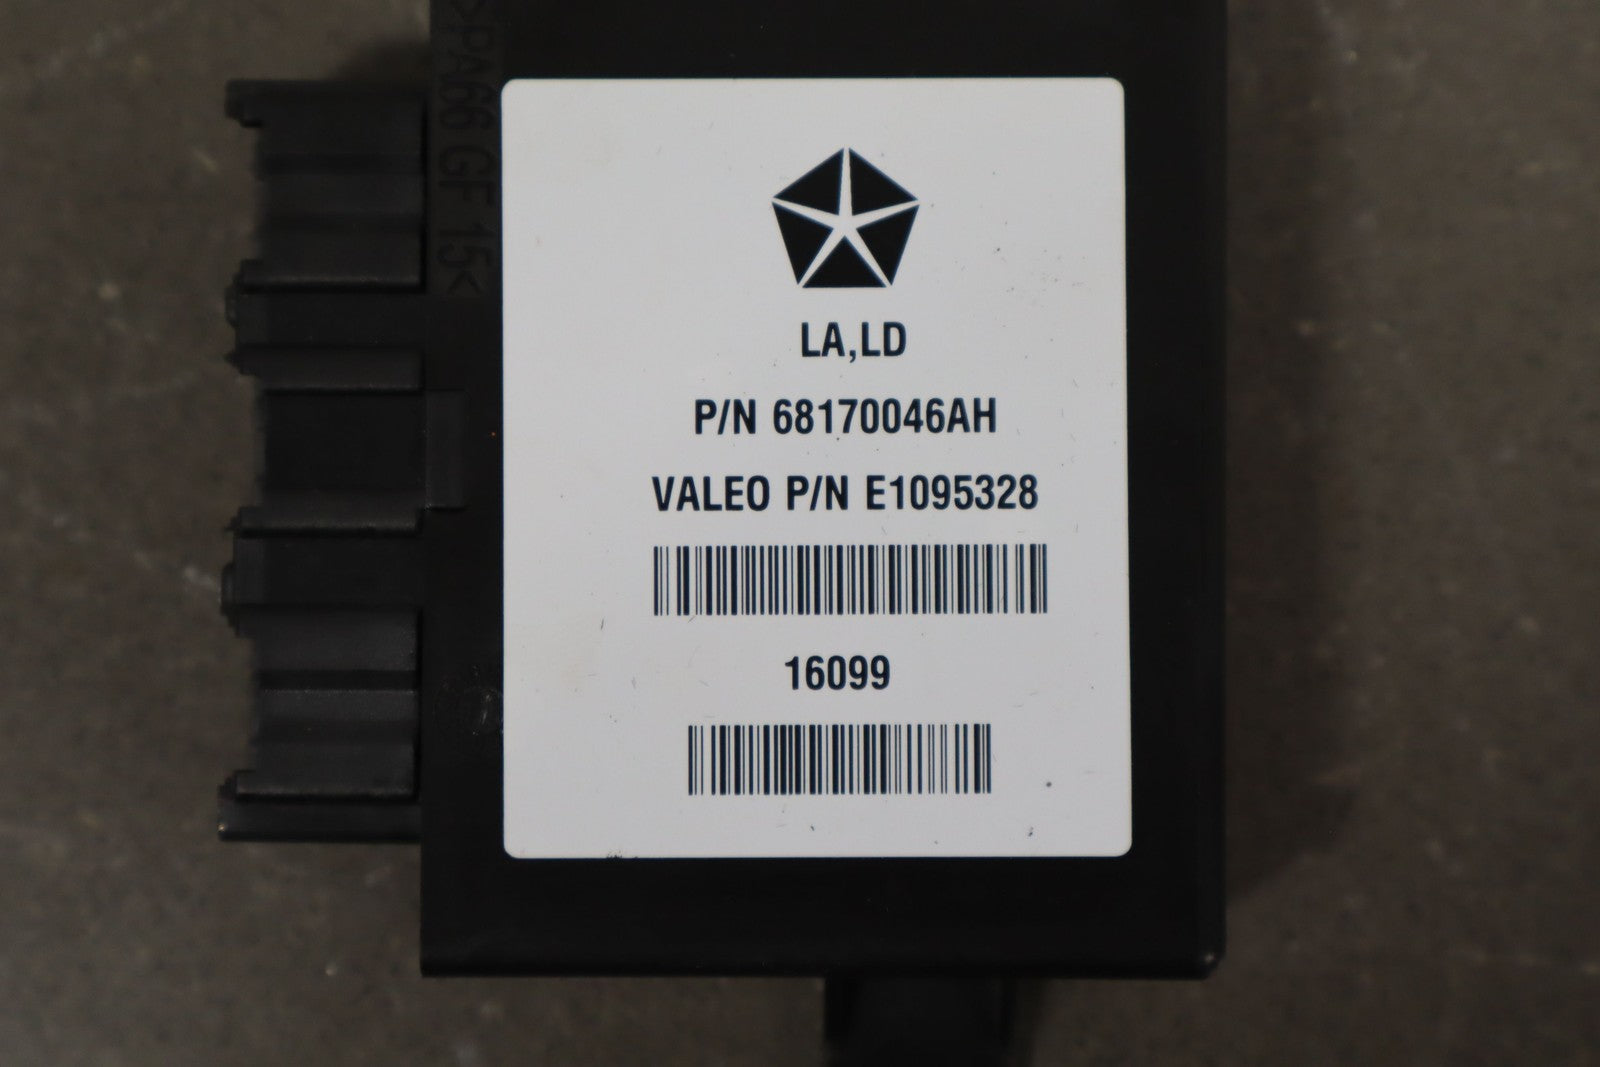 >PA66 GF 15<
LA,LD
P/N 68170046AH
VALEO P/N E1095328
16099